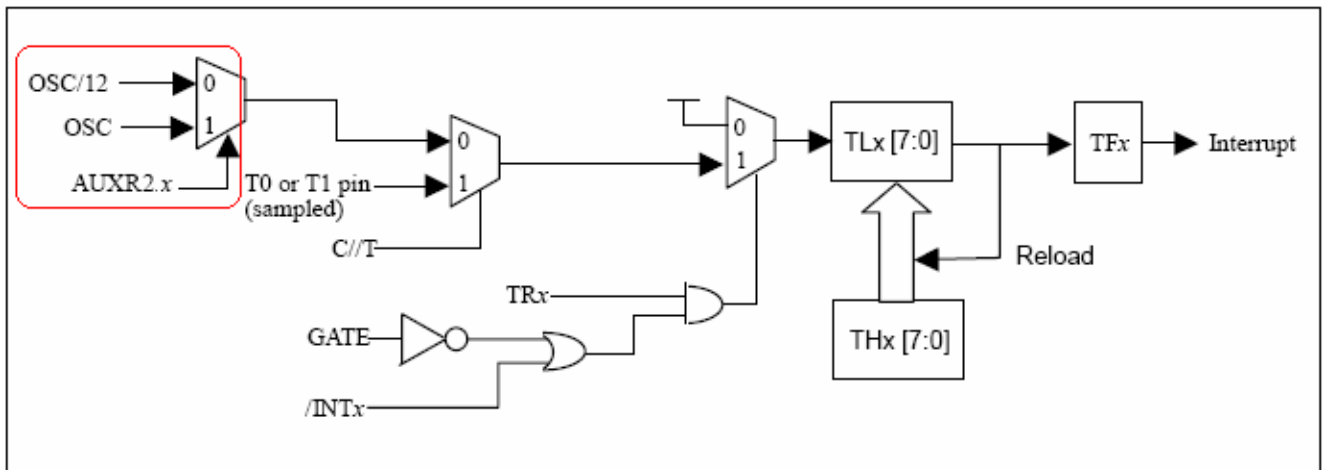 OSC/12
0
OSC
1
AUXR2.x
0
1
T0 or T1 pin
(sampled)
C//T
0
1
TLx [7:0]
TFx
Interrupt
Reload
TRx
GATE
THx [7:0]
/INTx